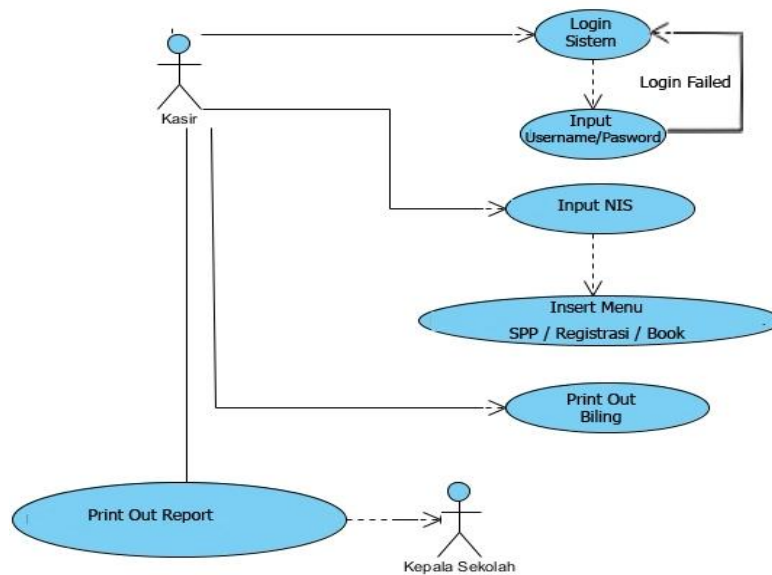 Login
Sistem
Login Failed
Kasir
Input
Username/Pasword
Input NIS
Insert Menu
SPP / Registrasi / Book
Print Out
Biling
Print Out Report
Kepala Sekolah